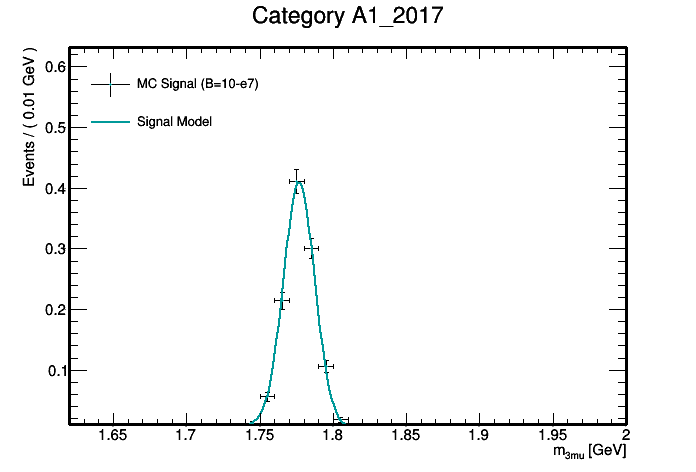 Category A1_2017
Events / ( 0.01 GeV )
0.6
0.5
0.4
0.3
0.2
0.1
MC Signal (B=10-e7)
Signal Model
1.65 1.7 1.75 1.8 1.85 1.9 1.95 2
m3mu [GeV]